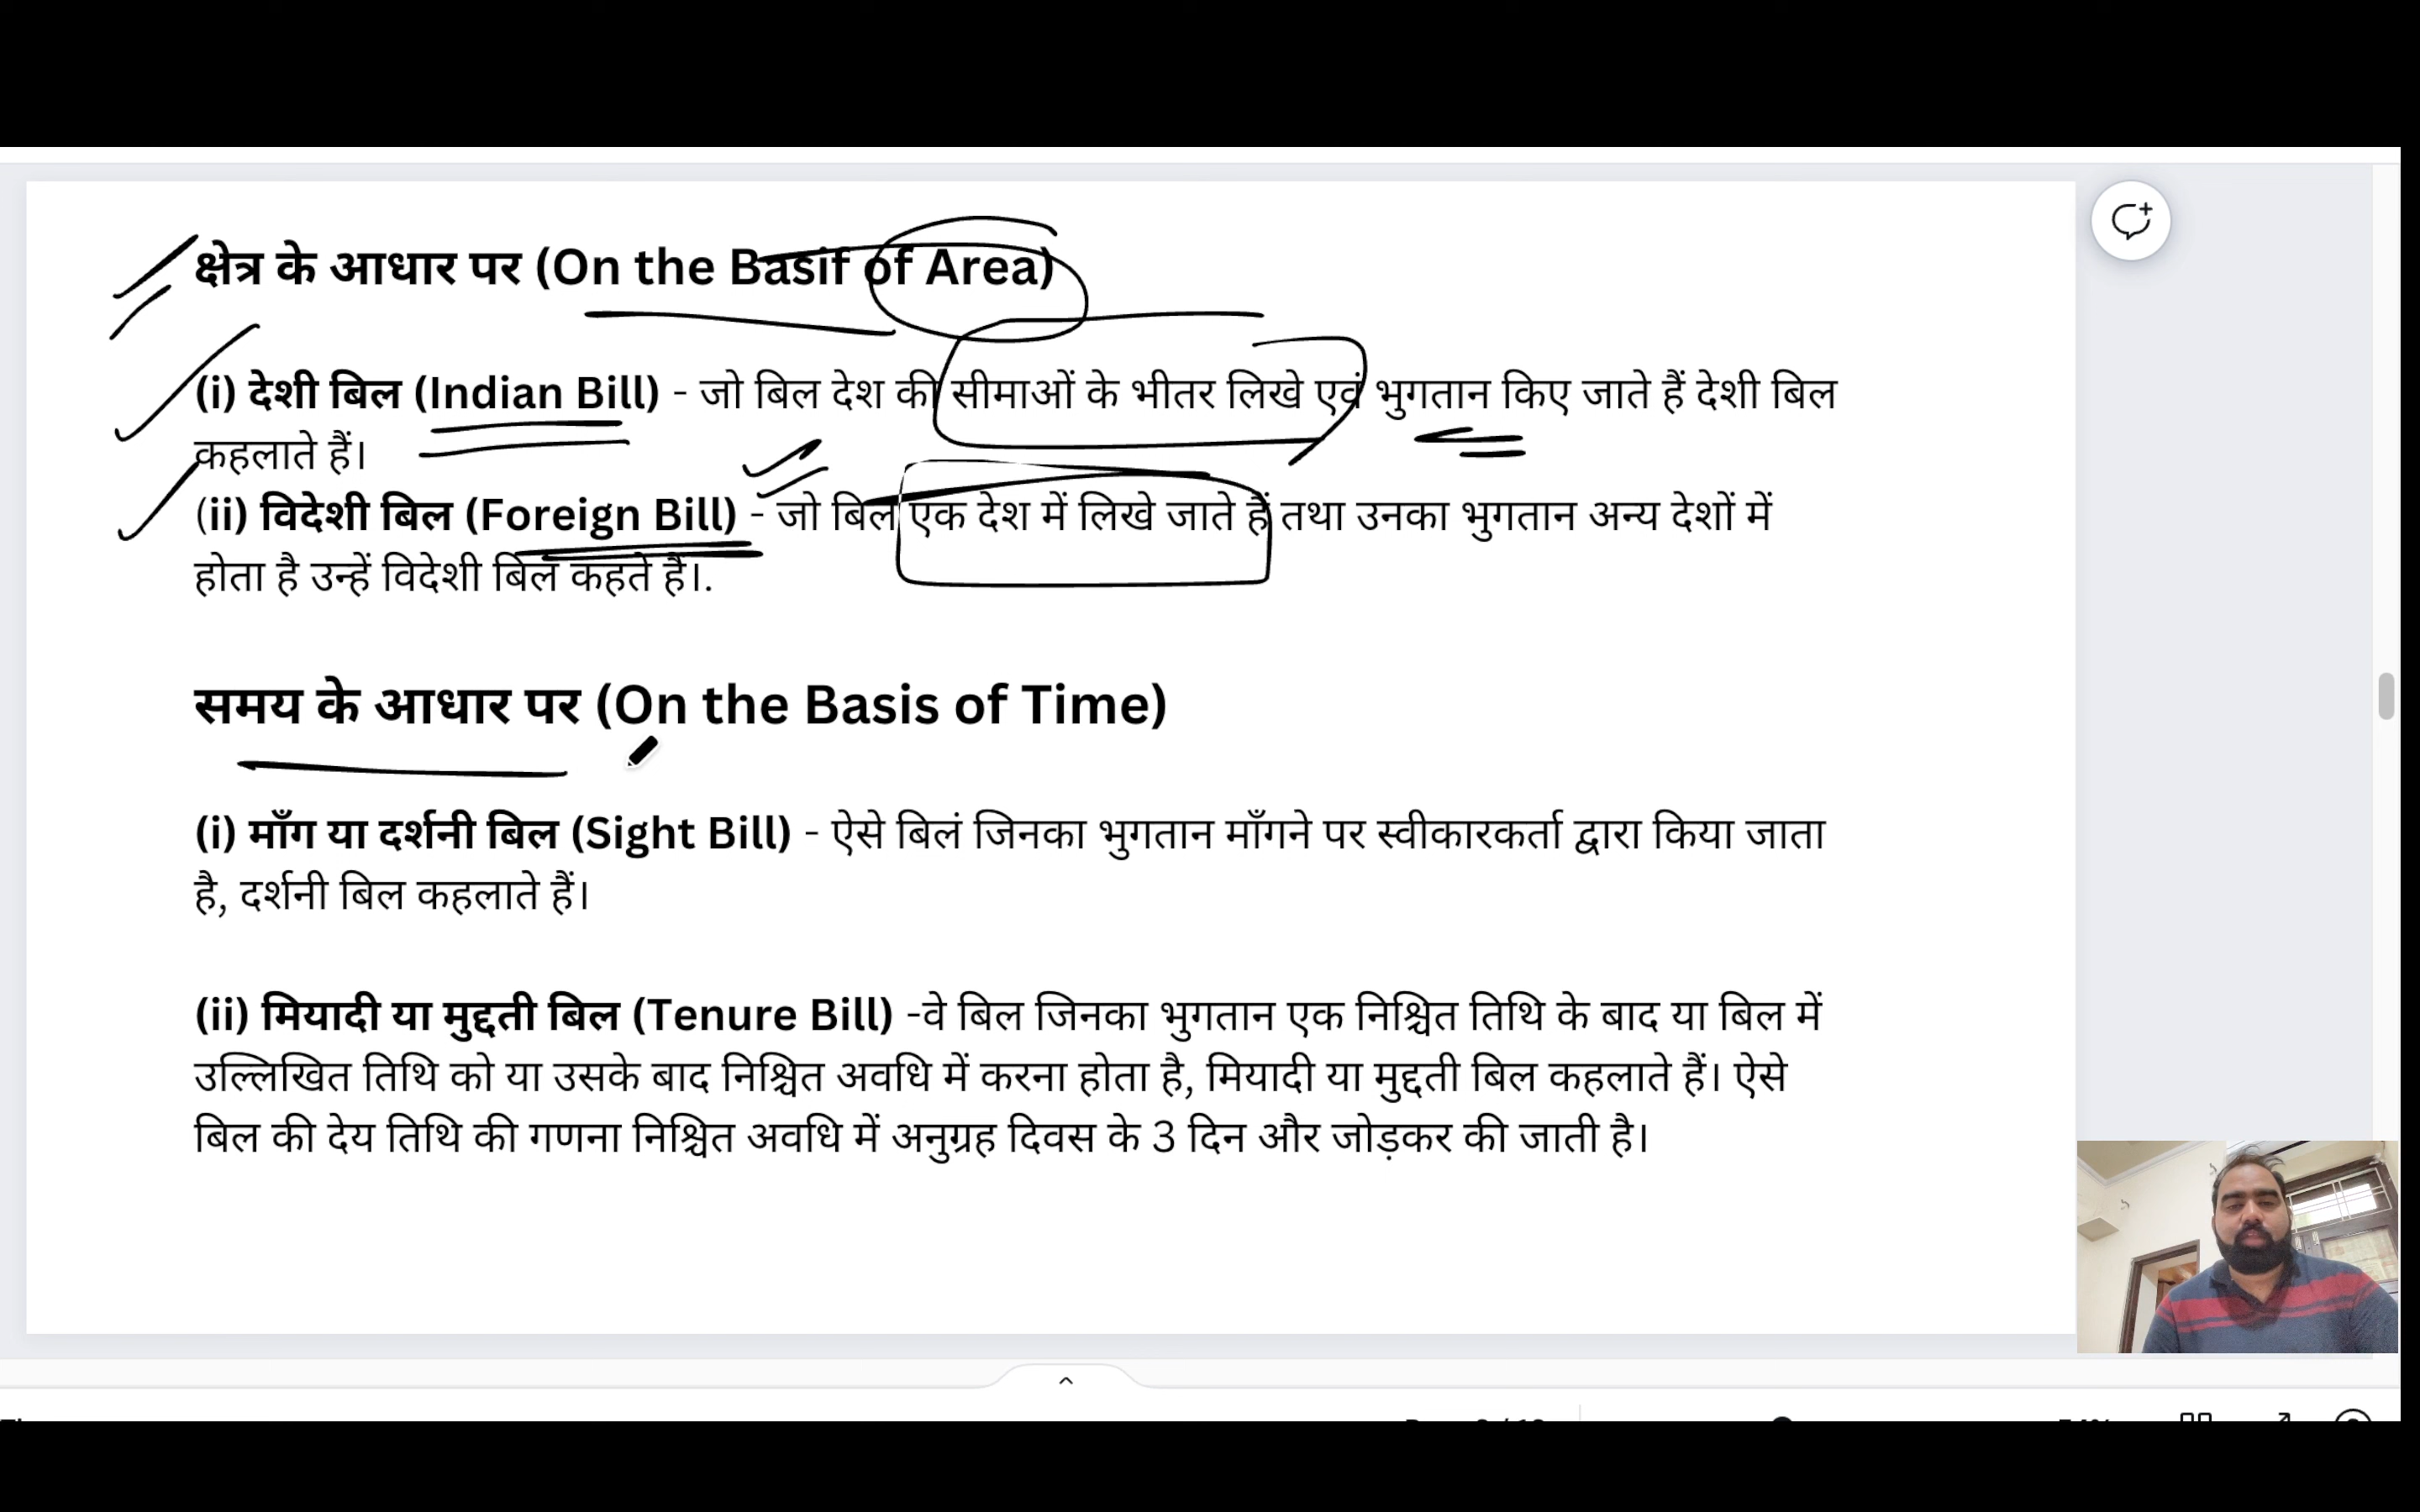 क्षेत्र के आधार पर (On the Basif of Area)
(i) देशी बिल (Indian Bill) - जो बिल देश की सीमाओं के भीतर लिखे एवं भुगतान किए जाते हैं देशी बिल
कहलाते हैं।
(ii) विदेशी बिल (Foreign Bill) - जो बिल एक देश में लिखे जाते हैं तथा उनका भुगतान अन्य देशों में
होता है उन्हें विदेशी बिल कहते हैं।.
समय के आधार पर (On the Basis of Time)
(i) माँग या दर्शनी बिल (Sight Bill) - ऐसे बिलं जिनका भुगतान माँगने पर स्वीकारकर्ता द्वारा किया जाता
है, दर्शनी बिल कहलाते हैं।
(ii) मियादी या मुद्दती बिल (Tenure Bill) -वे बिल जिनका भुगतान एक निश्चित तिथि के बाद या बिल में
उल्लिखित तिथि को या उसके बाद निश्चित अवधि में करना होता है, मियादी या मुद्दती बिल कहलाते हैं। ऐसे
बिल की देय तिथि की गणना निश्चित अवधि में अनुग्रह दिवस के 3 दिन और जोड़कर की जाती है।